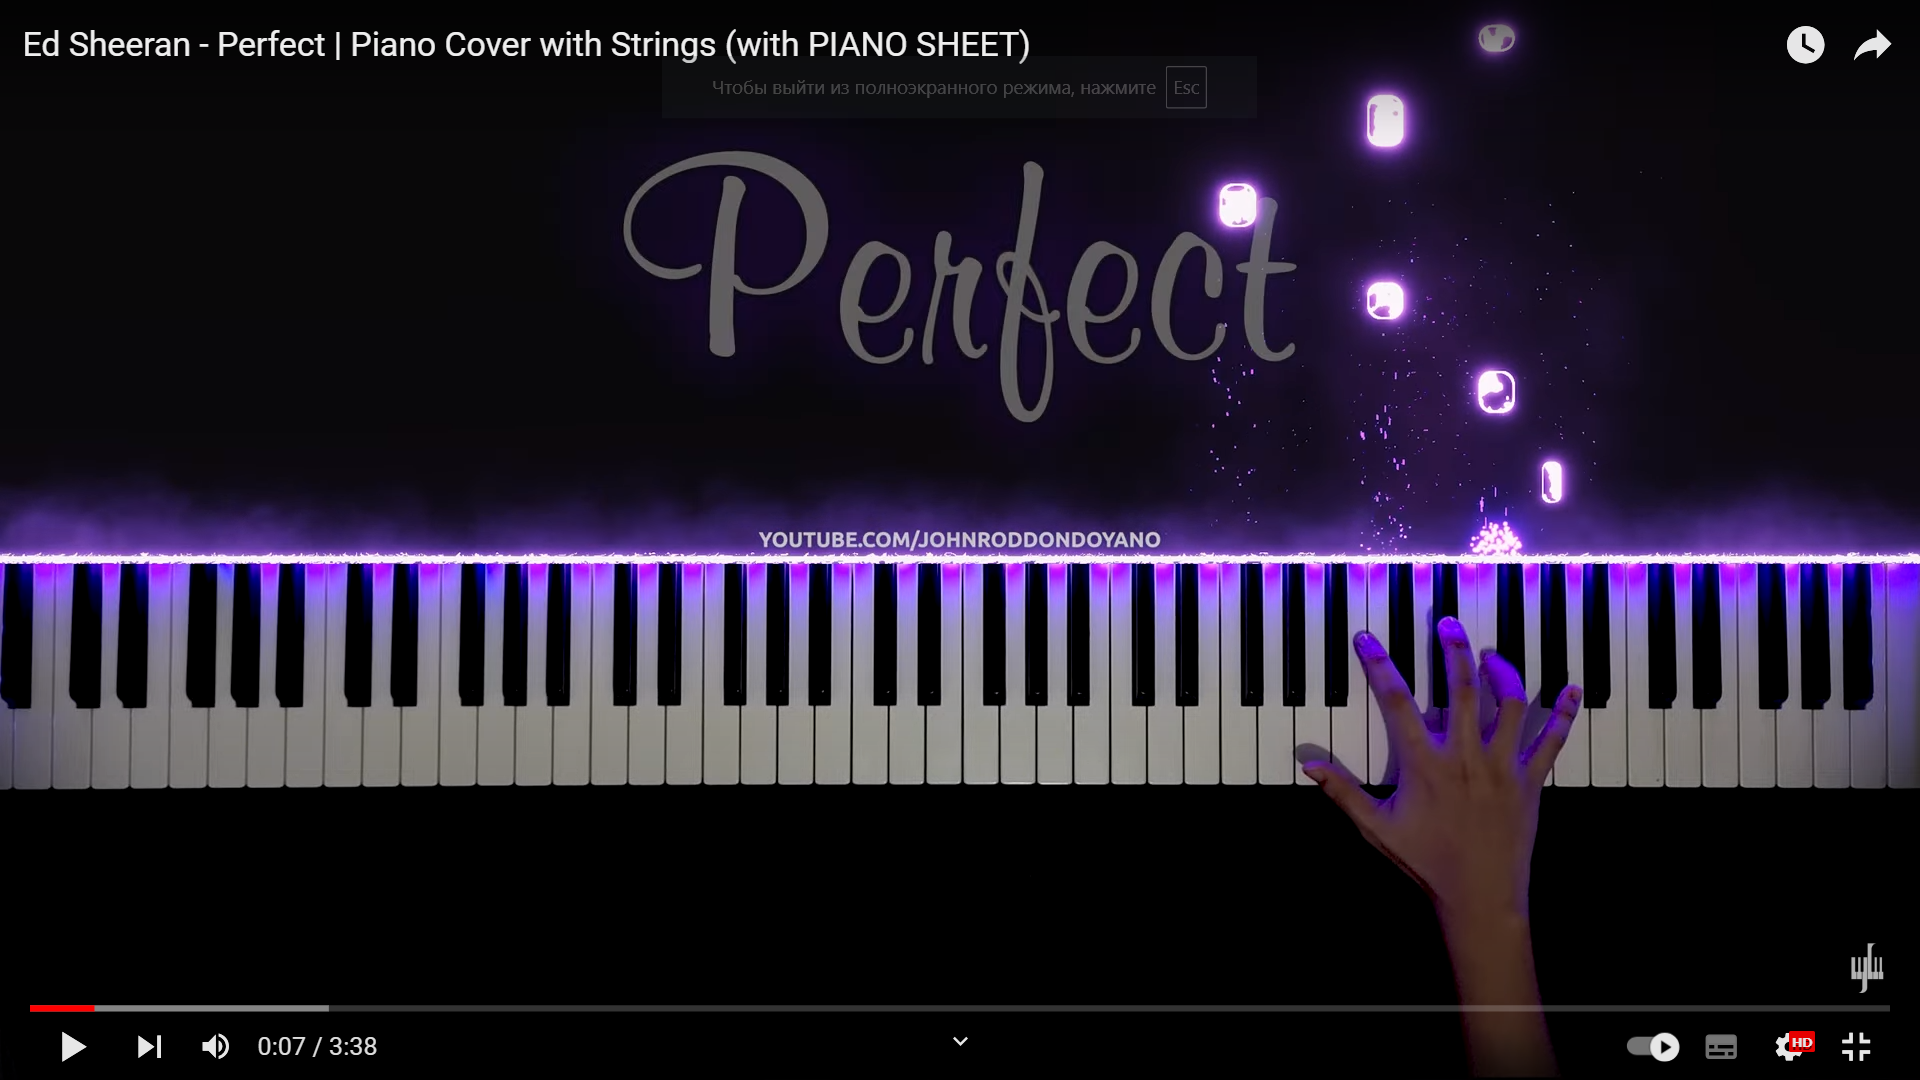 Ed Sheeran - Perfect | Piano Cover with Strings (with PIANO SHEET)
Чтобы выйти из полноэкранного режима, нажмите Esc
Perfect
YOUTUBE.COM/JOHNRODDONDOYANO
0:07 / 3:38
HD